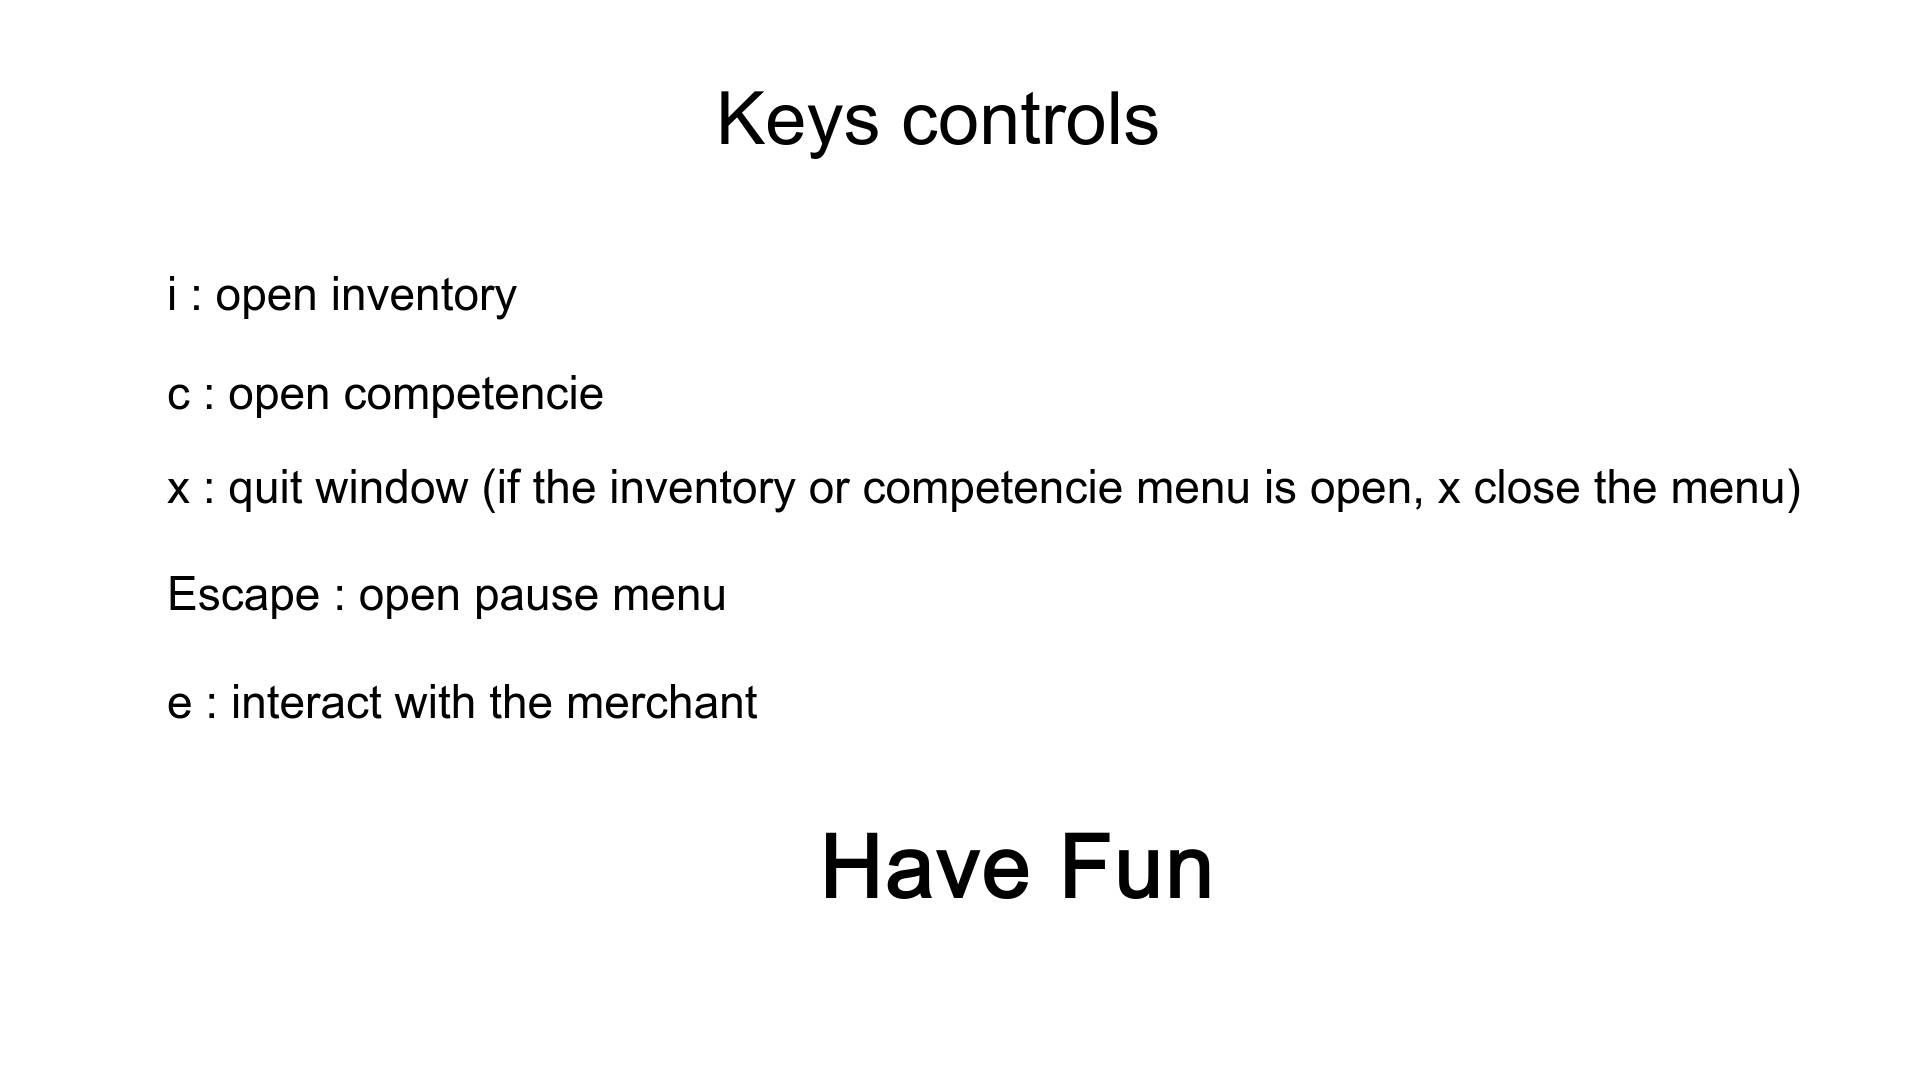 Keys controls
i : open inventory
c : open competencie
x : quit window (if the inventory or competencie menu is open, x close the menu)
Escape : open pause menu
e : interact with the merchant
Have Fun